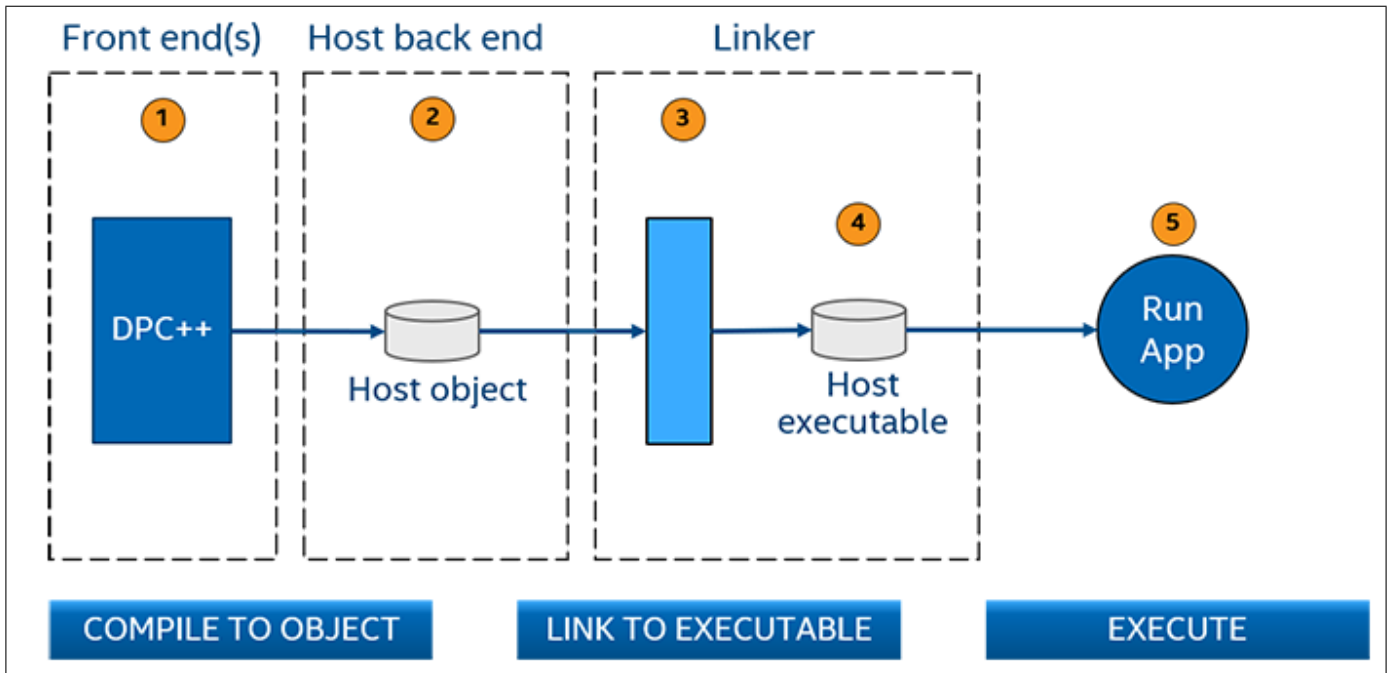 Front end(s)
Host back end
Linker
1
2
3
4
5
DPC++
Host object
Host
executable
Run
App
COMPILE TO OBJECT
LINK TO EXECUTABLE
EXECUTE